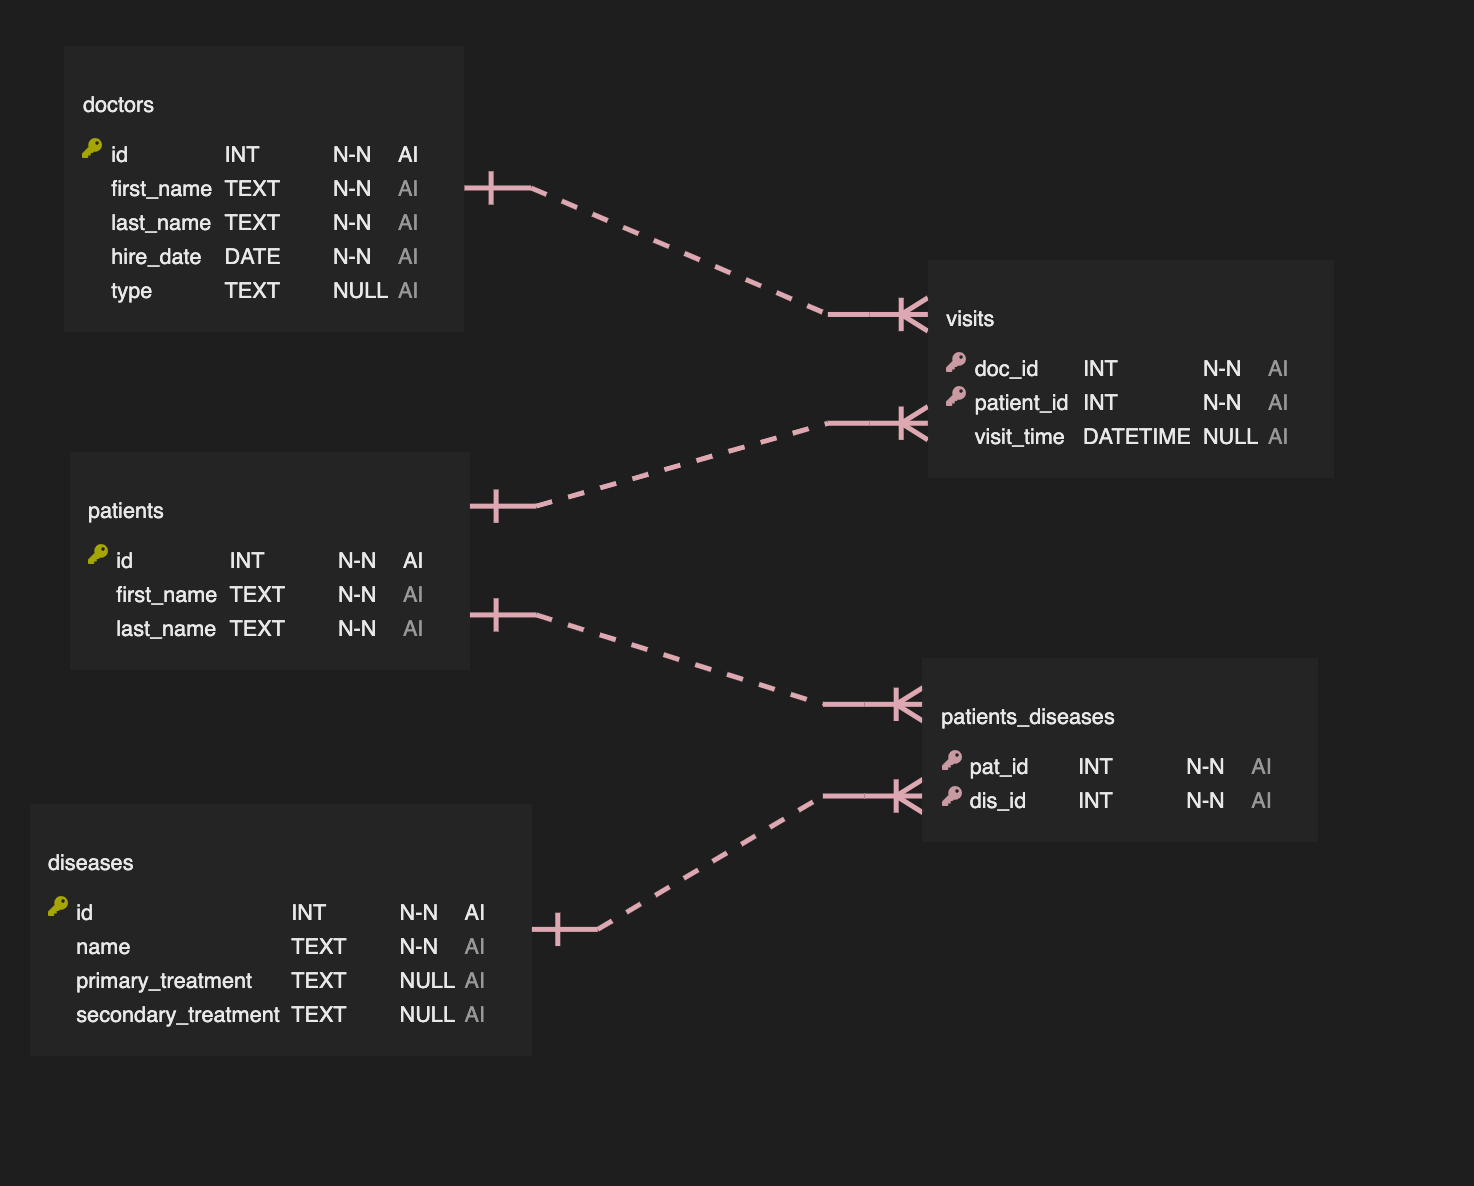 doctors
id INT N-N AI
first_name TEXT N-N AI
last_name TEXT N-N AI
hire_date DATE N-N AI
type TEXT NULL AI
visits
doc_id INT N-N AI
patient_id INT N-N AI
visit_time DATETIME NULL AI
patients
id INT N-N AI
first_name TEXT N-N AI
last_name TEXT N-N AI
patients_diseases
pat_id INT N-N AI
dis_id INT N-N AI
diseases
id INT N-N AI
name TEXT N-N AI
primary_treatment TEXT NULL AI
secondary_treatment TEXT NULL AI